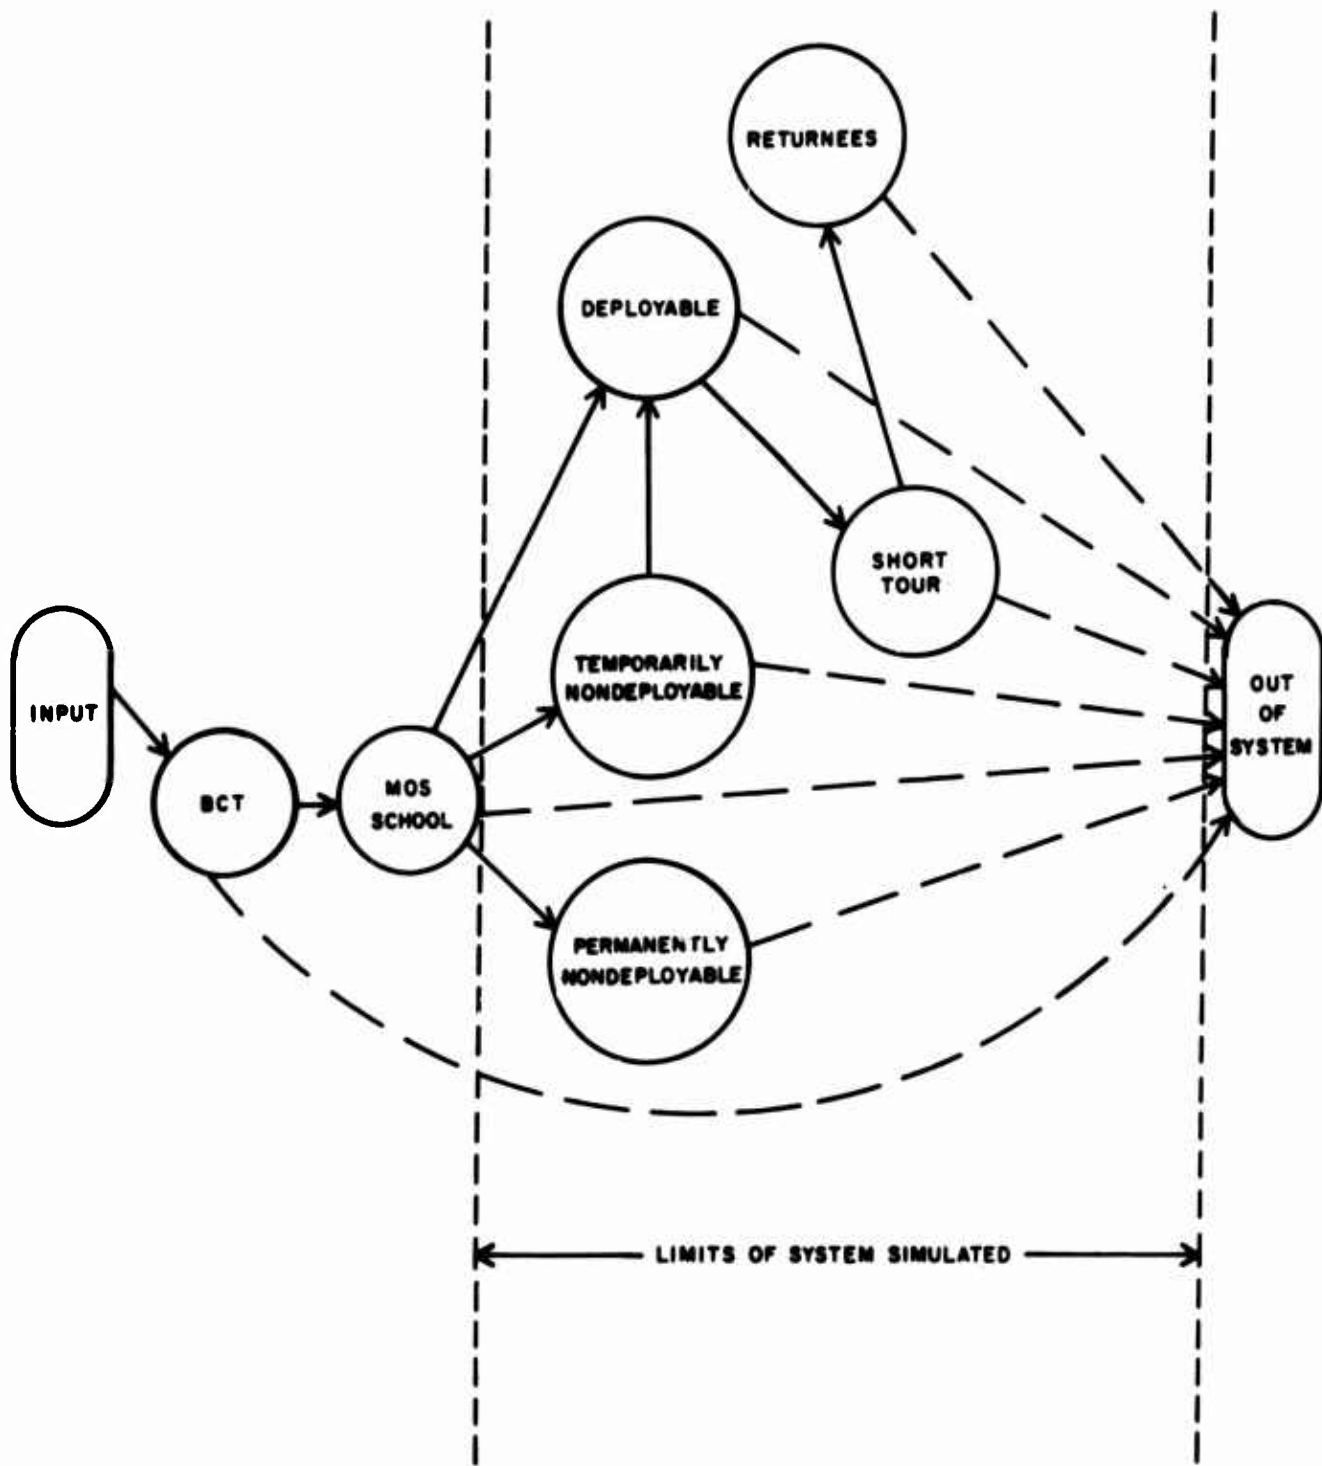 RETURNEES
DEPLOYABLE
SHORT
TOUR
TEMPORARILY
NONDEPLOYABLE
INPUT
BCT
MOS
SCHOOL
OUT
OF
SYSTEM
PERMANENTLY
NONDEPLOYABLE
LIMITS OF SYSTEM SIMULATED